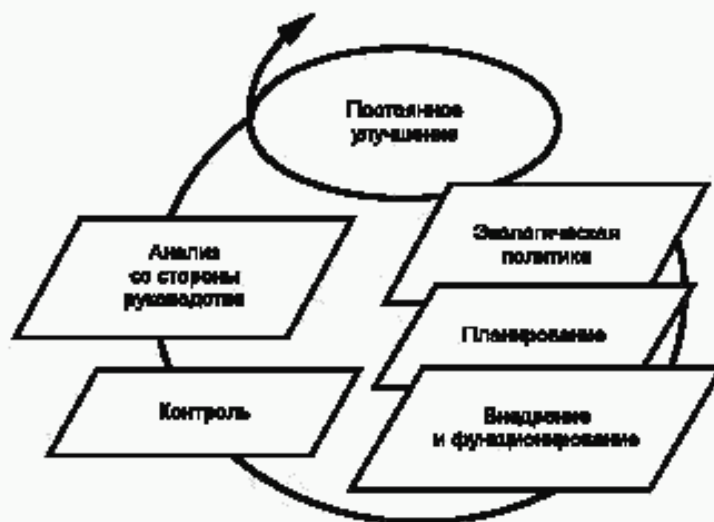 Постоянное
улучшение
Экологическая
политика
Планирование
Внедрение
и функционирование
Контроль
Анализ
со стороны
руководства